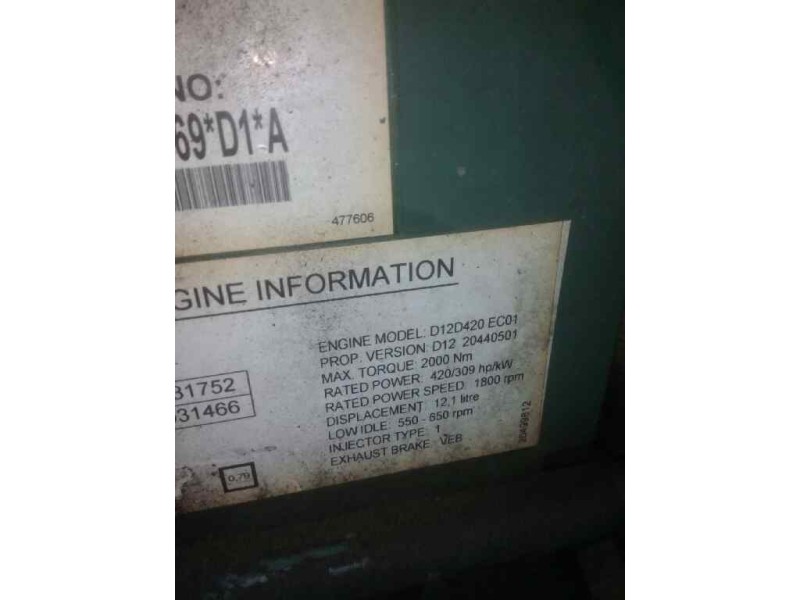 NO:
69*D1*A
477606
GINE INFORMATION
31752
31466
0.79
ENGINE MODEL: D12D420 EC01
PROP. VERSION: D12 20440501
MAX. TORQUE: 2000 Nm
RATED POWER: 420/309 hp/kW
RATED POWER SPEED: 1800 rpm
DISPLACEMENT: 12,1 litre
LOW IDLE: 550 - 650 rpm
INJECTOR TYPE: 1
EXHAUST BRAKE: VEB
20499812